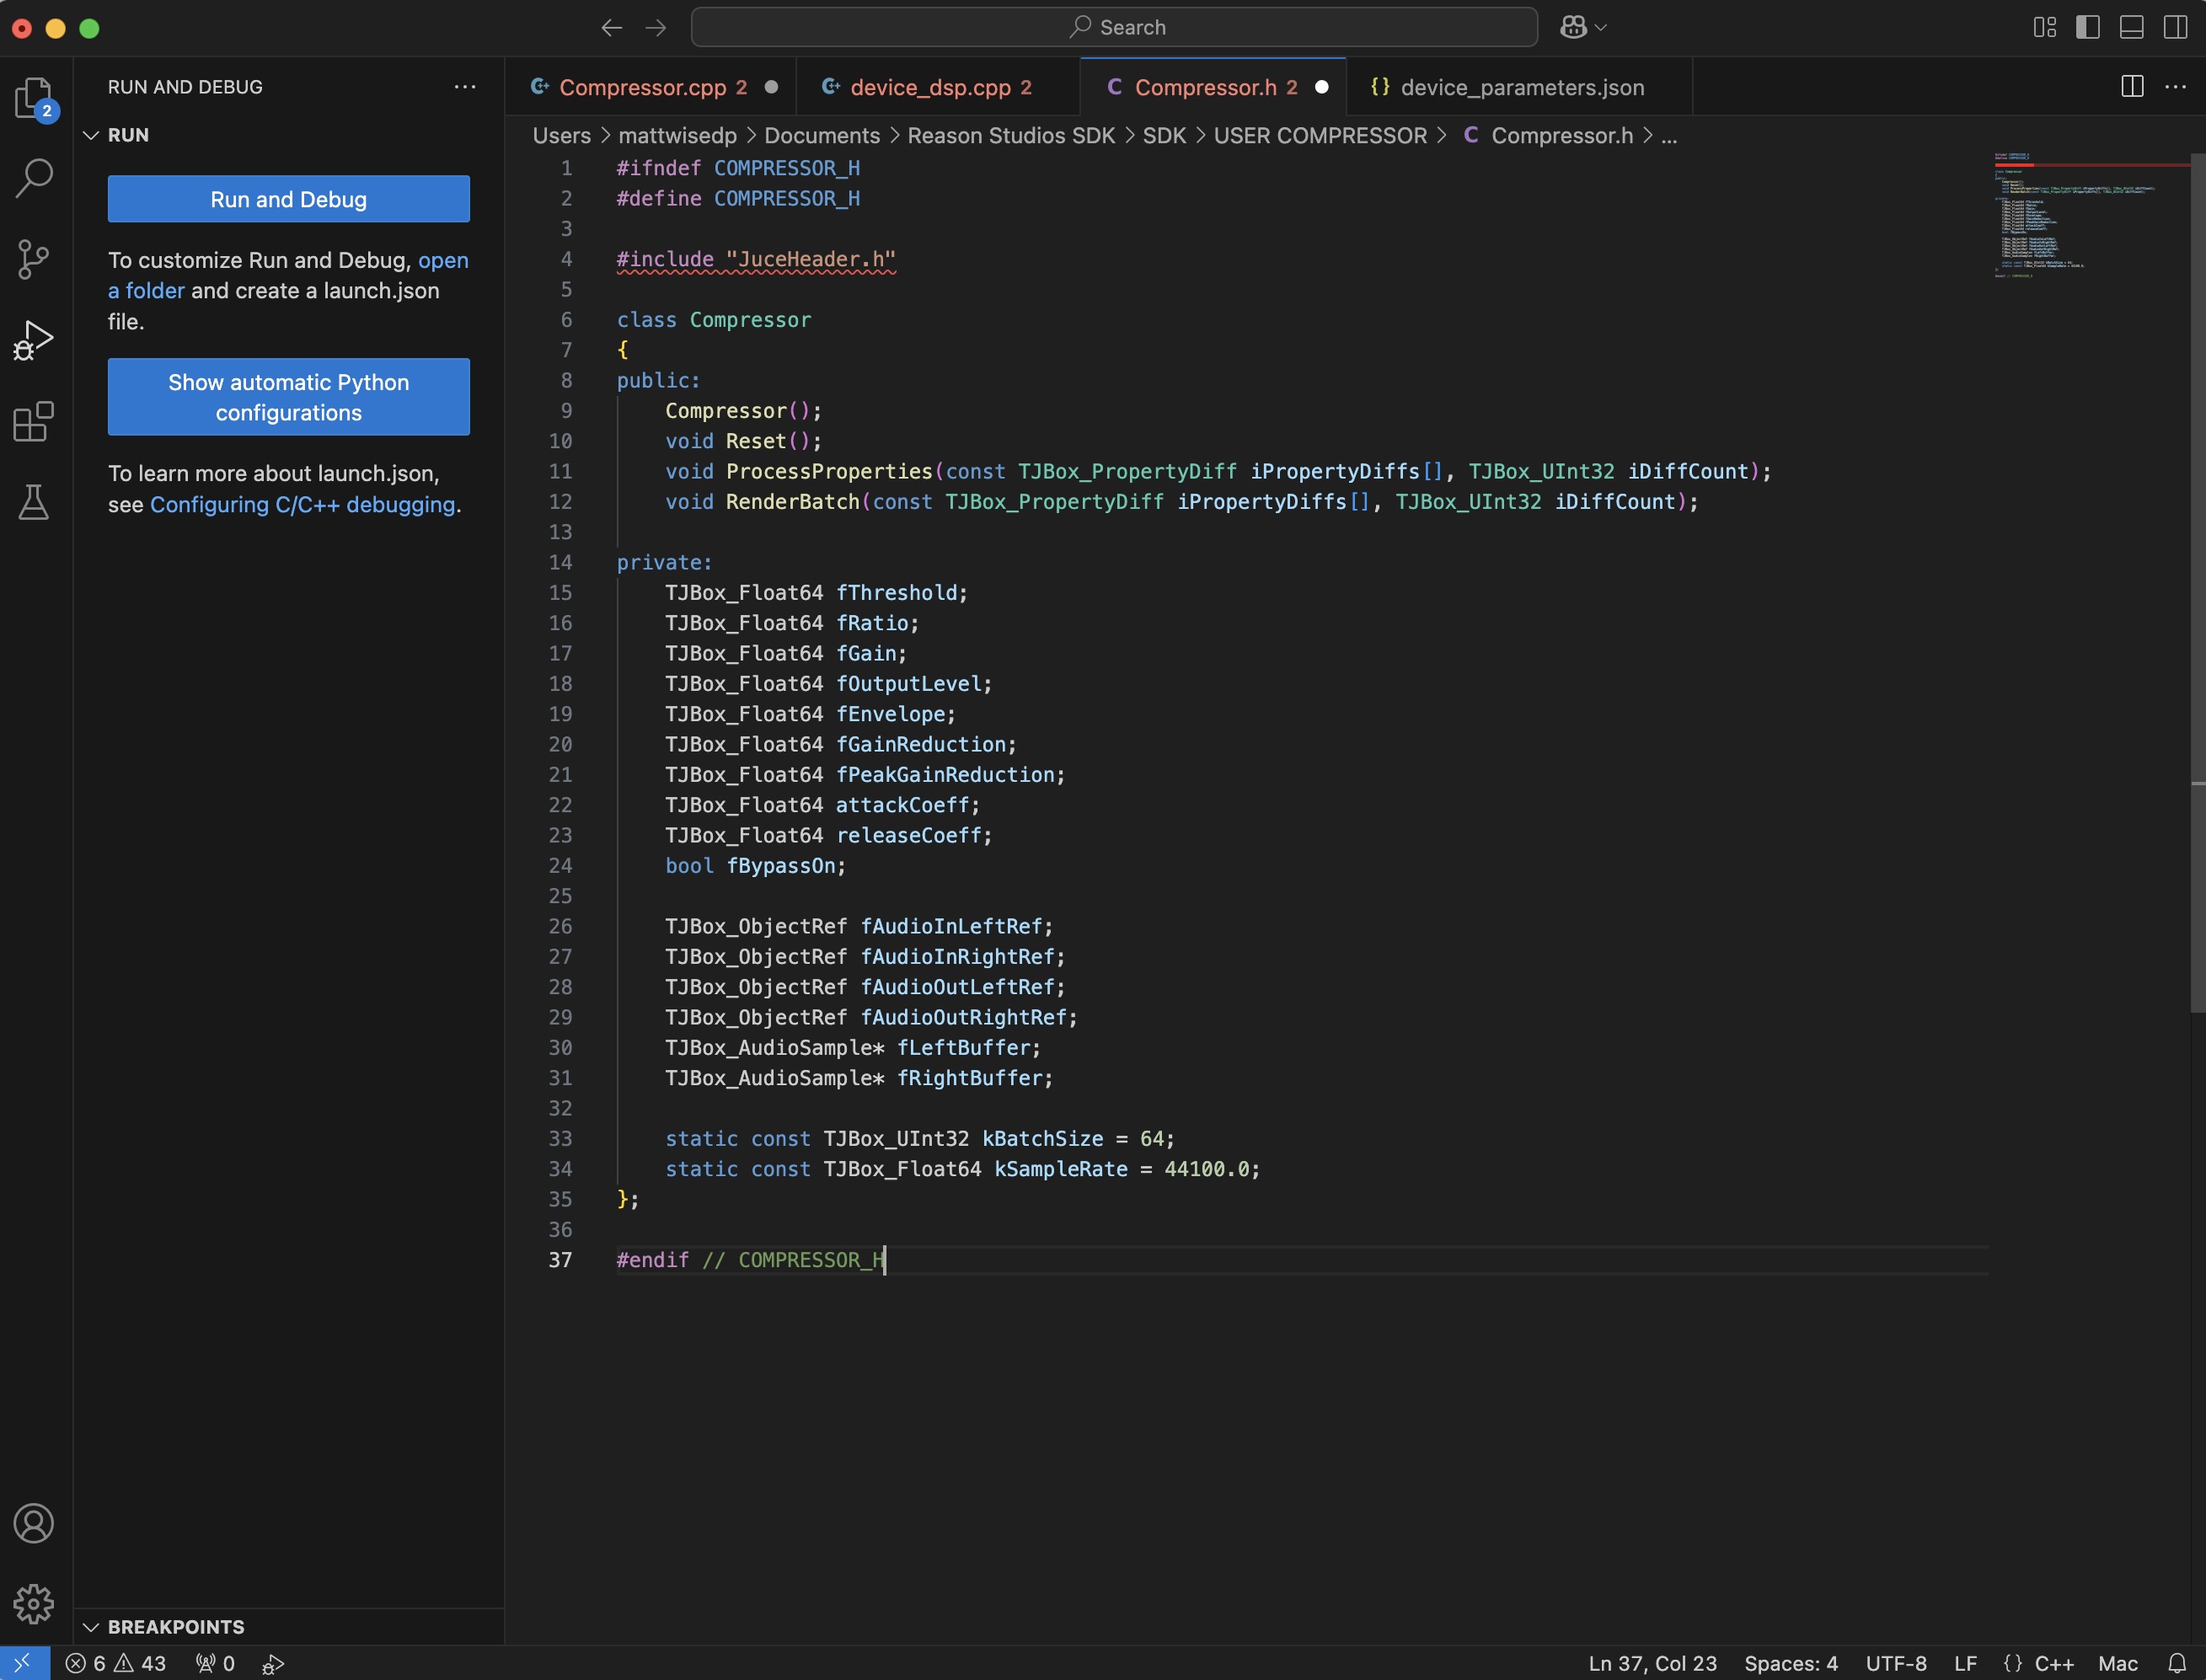 Search
RUN AND DEBUG
RUN
Run and Debug
To customize Run and Debug, open
a folder and create a launch.json
file.
Show automatic Python
configurations
To learn more about launch.json,
see Configuring C/C++ debugging.
BREAKPOINTS
Compressor.cpp 2
device_dsp.cpp 2
C Compressor.h 2
{} device_parameters.json
Users > mattwisedp > Documents > Reason Studios SDK > SDK > USER COMPRESSOR > C Compressor.h > ...
1 #ifndef COMPRESSOR_H
2 #define COMPRESSOR_H
3
4 #include "JuceHeader.h"
5
6 class Compressor
7 {
8 public:
9     Compressor();
10     void Reset();
11     void ProcessProperties(const TJBox_PropertyDiff iPropertyDiffs[], TJBox_UInt32 iDiffCount);
12     void RenderBatch(const TJBox_PropertyDiff iPropertyDiffs[], TJBox_UInt32 iDiffCount);
13
14 private:
15     TJBox_Float64 fThreshold;
16     TJBox_Float64 fRatio;
17     TJBox_Float64 fGain;
18     TJBox_Float64 fOutputLevel;
19     TJBox_Float64 fEnvelope;
20     TJBox_Float64 fGainReduction;
21     TJBox_Float64 fPeakGainReduction;
22     TJBox_Float64 attackCoeff;
23     TJBox_Float64 releaseCoeff;
24     bool fBypassOn;
25
26     TJBox_ObjectRef fAudioInLeftRef;
27     TJBox_ObjectRef fAudioInRightRef;
28     TJBox_ObjectRef fAudioOutLeftRef;
29     TJBox_ObjectRef fAudioOutRightRef;
30     TJBox_AudioSample* fLeftBuffer;
31     TJBox_AudioSample* fRightBuffer;
32
33     static const TJBox_UInt32 kBatchSize = 64;
34     static const TJBox_Float64 kSampleRate = 44100.0;
35 };
36
37 #endif // COMPRESSOR_H
2
6 43 0
Ln 37, Col 23 Spaces: 4 UTF-8 LF {} C++ Mac